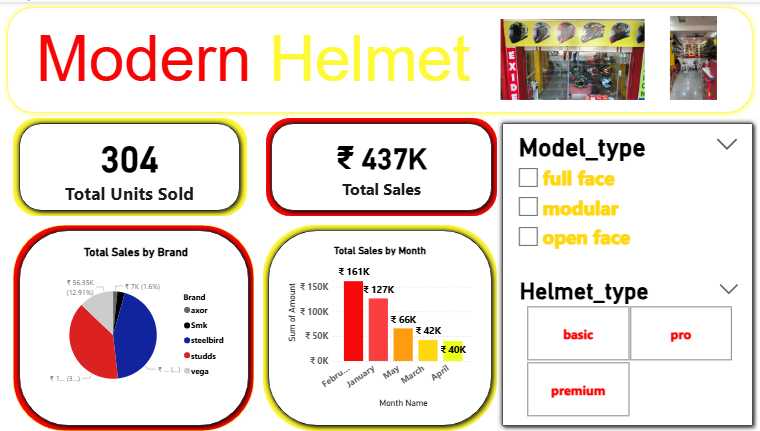 Modern Helmet
EXIDE
304
Total Units Sold
₹ 437K
Total Sales
Model_type
full face
modular
open face
Helmet_type
basic
pro
premium
Total Sales by Brand
₹ 56.35K
(12.91%)
₹ 7K (1.6%)
₹ 1... (3...)
₹ ... (...)
Brand
axor
Smk
steelbird
studds
vega
Total Sales by Month
Sum of Amount
₹ 150K
₹ 100K
₹ 50K
₹ 0K
₹ 161K
₹ 127K
₹ 66K
₹ 42K
₹ 40K
Febru...
January
May
March
April
Month Name